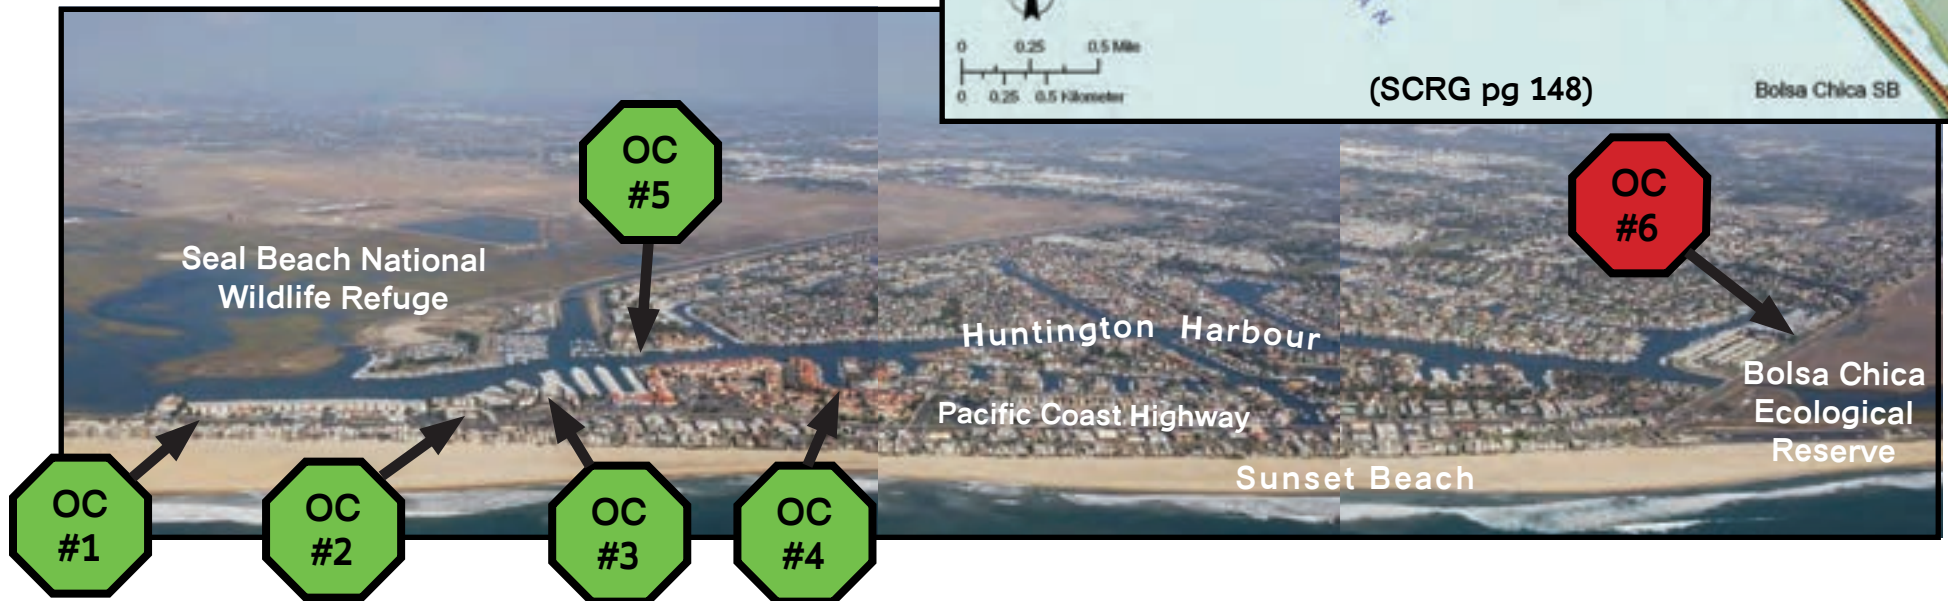 A N
0 0.25 0.5 Mile
0 0.25 0.5 Kilometer
(SCRG pg 148)
Bolsa Chica SB
OC
#5
OC
#6
Seal Beach National
Wildlife Refuge
Huntington Harbour
Bolsa Chica
Ecological
Reserve
Pacific Coast Highway
Sunset Beach
OC
#1
OC
#2
OC
#3
OC
#4